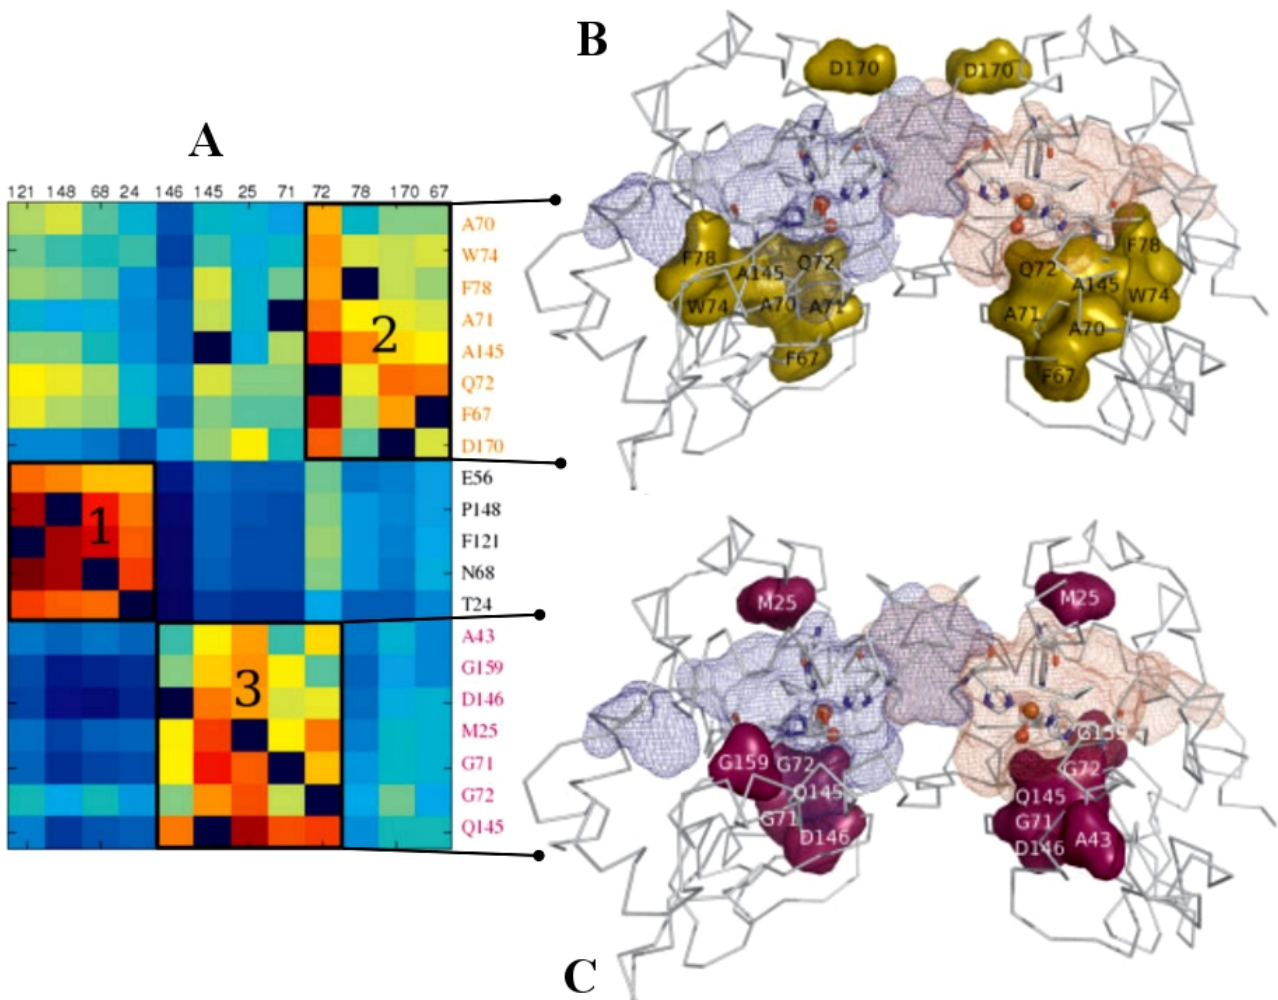 A
121 148 68 24 146 145 25 71 72 78 170 67
A70
W74
F78
A71
A145
Q72
F67
D170
E56
P148
F121
N68
T24
A43
G159
D146
M25
G71
G72
Q145
2
1
3
B
D170 D170
F78 A145 Q72
W74 A70 A71
F67
Q72 A145 F78
A71 A70 W74
F67
M25 M25
G159 G72
Q145
G71 D146
G159
G72
Q145
G71
D146 A43
C